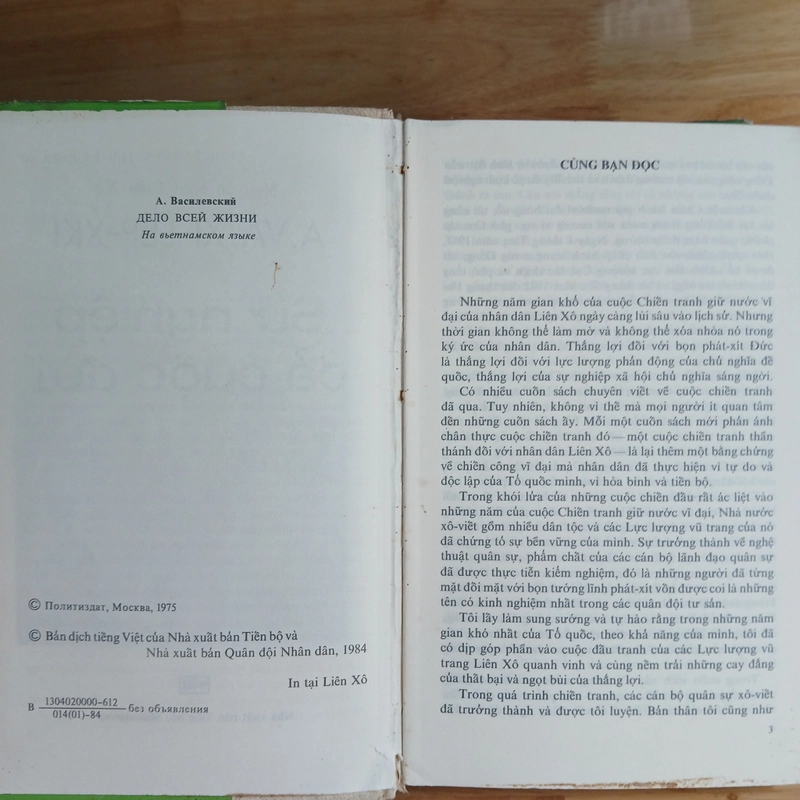 А. Василевский
ДЕЛО ВСЕЙ ЖИЗНИ
На вьетнамском языке
© Политиздат, Москва, 1975
© Bản dịch tiếng Việt của Nhà xuất bản Tiến bộ và
Nhà xuất bản Quân đội Nhân dân, 1984
In tại Liên Xô
В 1304020000-612
014(01)-84 без объявления
CÙNG BẠN ĐỌC
Những năm gian khổ của cuộc Chiến tranh giữ nước vĩ
đại của nhân dân Liên Xô ngày càng lùi sâu vào lịch sử. Nhưng
thời gian không thể làm mờ và không thể xóa nhòa nó trong
ký ức của nhân dân. Thắng lợi đối với bọn phát-xít Đức
là thắng lợi đối với lực lượng phản động của chủ nghĩa đế
quốc, thắng lợi của sự nghiệp xã hội chủ nghĩa sáng ngời.
Có nhiều cuốn sách chuyên viết về cuộc chiến tranh
đã qua. Tuy nhiên, không vì thế mà mọi người ít quan tâm
đến những cuốn sách ấy. Mỗi một cuốn sách mới phản ánh
chân thực cuộc chiến tranh đó — một cuộc chiến tranh thần
thánh đối với nhân dân Liên Xô — là lại thêm một bằng chứng
về chiến công vĩ đại mà nhân dân đã thực hiện vì tự do và
độc lập của Tổ quốc mình, vì hòa bình và tiến bộ.
Trong khói lửa của những cuộc chiến đấu rất ác liệt vào
những năm của cuộc Chiến tranh giữ nước vĩ đại, Nhà nước
xô-viết gồm nhiều dân tộc và các Lực lượng vũ trang của nó
đã chứng tỏ sự bền vững của mình. Sự trưởng thành về nghệ
thuật quân sự, phẩm chất của các cán bộ lãnh đạo quân sự
đã được thực tiễn kiểm nghiệm, đó là những người đã từng
mặt đối mặt với bọn tướng lĩnh phát-xít vốn được coi là những
tên có kinh nghiệm nhất trong các quân đội tư sản.
Tôi lấy làm sung sướng và tự hào rằng trong những năm
gian khổ nhất của Tổ quốc, theo khả năng của mình, tôi đã
có dịp góp phần vào cuộc đấu tranh của các Lực lượng vũ
trang Liên Xô quang vinh và cùng nếm trải những cay đắng
của thất bại và ngọt bùi của thắng lợi.
Trong quá trình chiến tranh, các cán bộ quân sự xô-viết
đã trưởng thành và được tôi luyện. Bản thân tôi cũng như
3